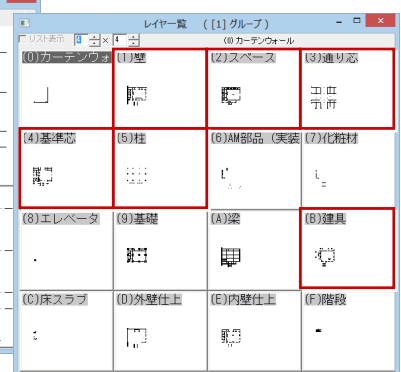 レイヤ一覧 ( [1] グループ )
リスト表示 4 × 4 (0) カーテンウォール
(0)カーテンウォ (1)壁 (2)スペース (3)通り芯
(4)基準芯 (5)柱 (6)AM部品 (実装 (7)化粧材
(8)エレベータ (9)基礎 (A)梁 (B)建具
(C)床スラブ (D)外壁仕上 (E)内壁仕上 (F)階段